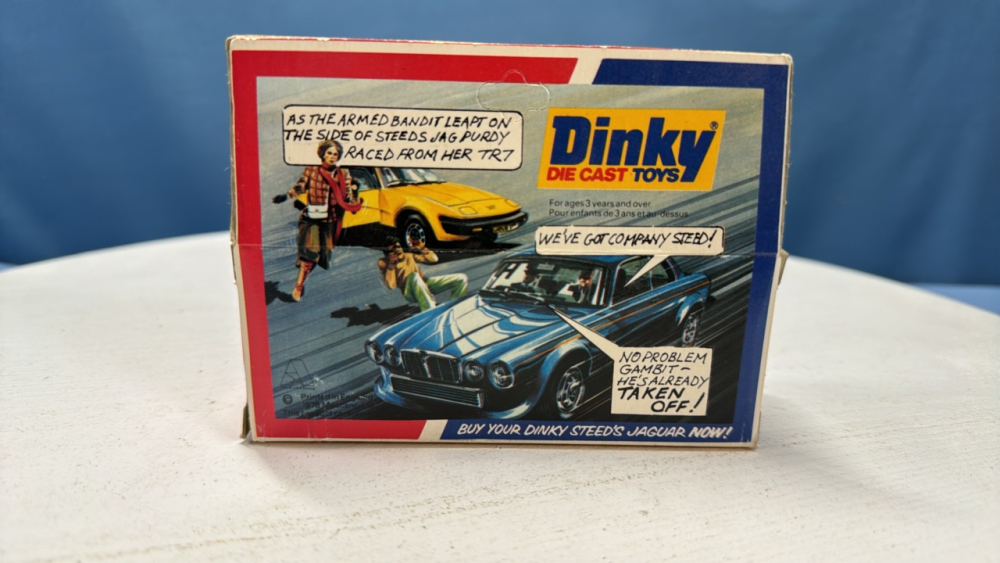 AS THE ARMED BANDIT LEAPT ON
THE SIDE OF STEEDS JAG PURDY
RACED FROM HER TR7
Dinky®
DIE CAST TOYS
For ages 3 years and over
Pour enfants de 3 ans et au-dessus
WE'VE GOT COMPANY STEED!
NO PROBLEM
GAMBIT –
HE'S ALREADY
TAKEN
OFF!
©
BUY YOUR DINKY STEED'S JAGUAR NOW!